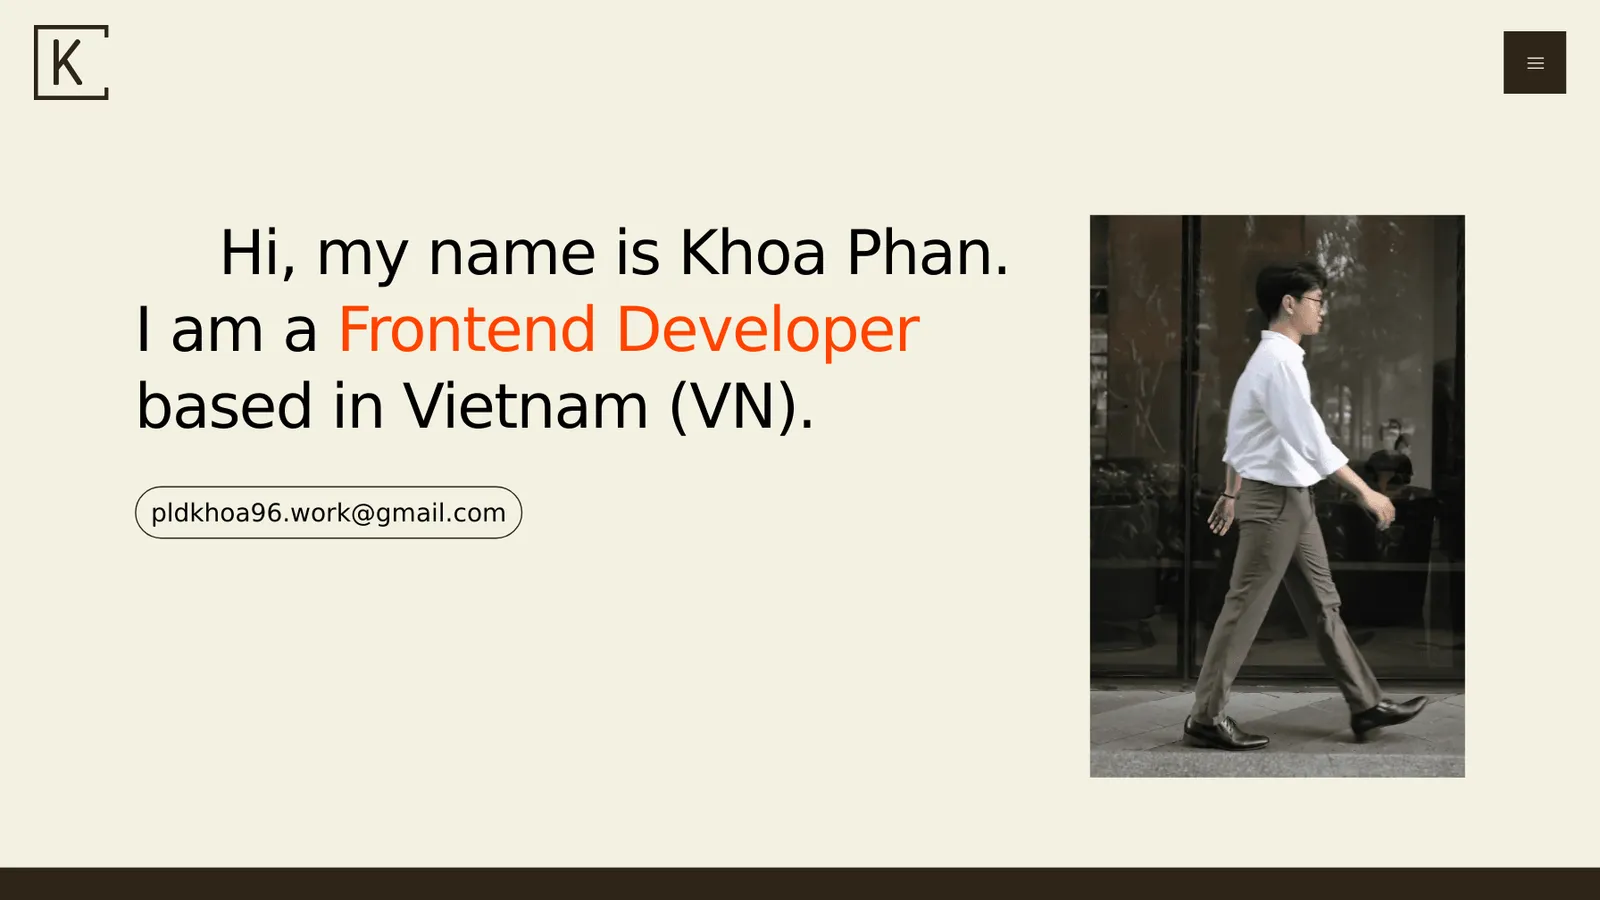 K
Hi, my name is Khoa Phan.
I am a Frontend Developer
based in Vietnam (VN).
pldkhoa96.work@gmail.com